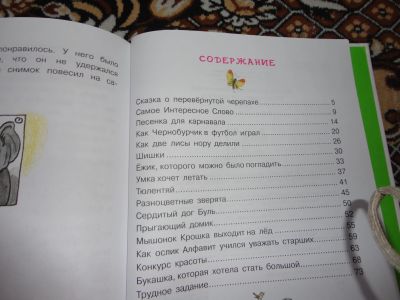 понравилось. У него было
что он не удержался
снимок повесил на са-
СОДЕРЖАНИЕ
Сказка о перевёрнутой черепахе 5
Самое Интересное Слово 9
Песенка для карнавала 14
Как Чернобурчик в футбол играл 20
Как две лисы нору делили 26
Шишки 30
Ёжик, которого можно было погладить 33
Умка хочет летать 37
Тюлентяй 41
Разноцветные зверята 45
Сердитый дог Буль 50
Прыгающий домик 52
Мышонок Крошка выходит на лёд 55
Как ослик Алфавит учился уважать старших 59
Конкурс красоты 63
Букашка, которая хотела стать большой 68
Трудное задание 73